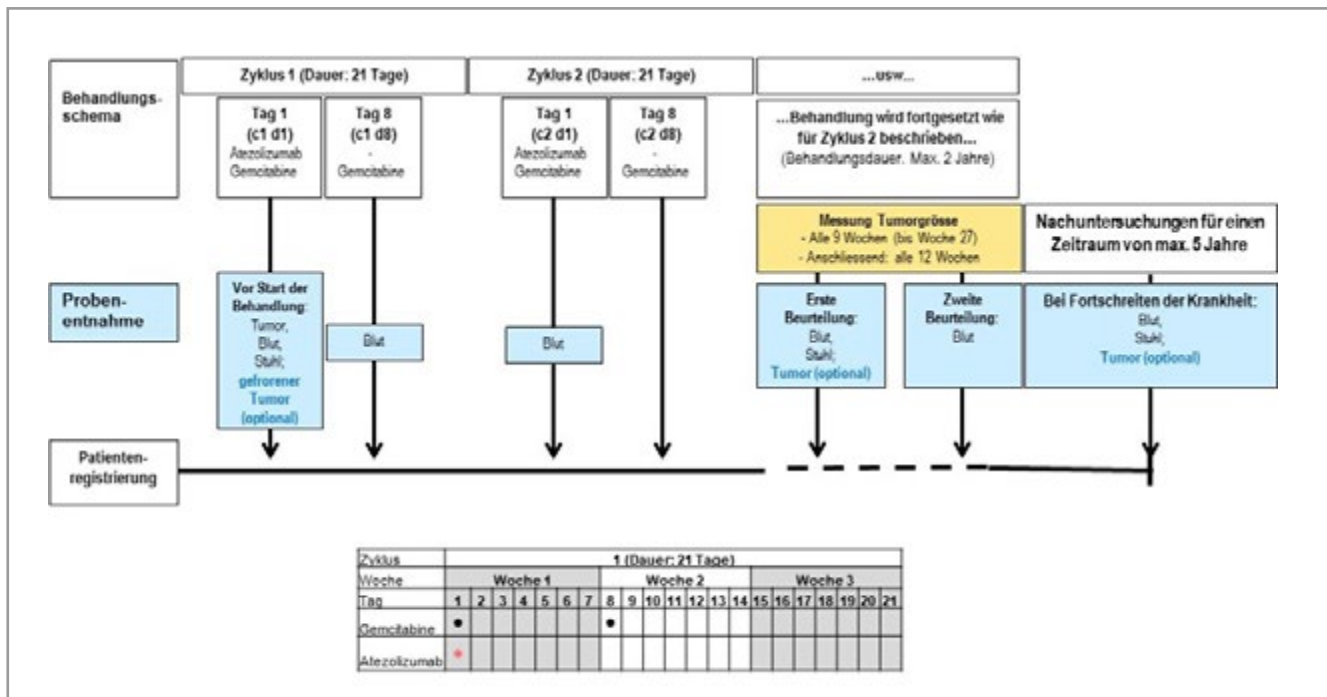 Behandlungs-
schema
Zyklus 1 (Dauer: 21 Tage)
Tag 1
(c1 d1)
Atezolizumab
Gemcitabine
Tag 8
(c1 d8)
-
Gemcitabine
Zyklus 2 (Dauer: 21 Tage)
Tag 1
(c2 d1)
Atezolizumab
Gemcitabine
Tag 8
(c2 d8)
-
Gemcitabine
...usw...
...Behandlung wird fortgesetzt wie
für Zyklus 2 beschrieben...
(Behandlungsdauer. Max. 2 Jahre)
Messung Tumorgrösse
- Alle 9 Wochen (bis Woche 27)
- Anschliessend: alle 12 Wochen
Nachuntersuchungen für einen
Zeitraum von max. 5 Jahre
Proben-
entnahme
Vor Start der
Behandlung:
Tumor,
Blut,
Stuhl;
gefrorener
Tumor
(optional)
Blut
Blut
Erste
Beurteilung:
Blut,
Stuhl;
Tumor (optional)
Zweite
Beurteilung:
Blut
Bei Fortschreiten der Krankheit:
Blut,
Stuhl;
Tumor (optional)
Patienten-
registrierung
Zyklus 1 (Dauer: 21 Tage)
Woche Woche 1 Woche 2 Woche 3
Tag 1 2 3 4 5 6 7 8 9 10 11 12 13 14 15 16 17 18 19 20 21
Gemcitabine • •
Atezolizumab *